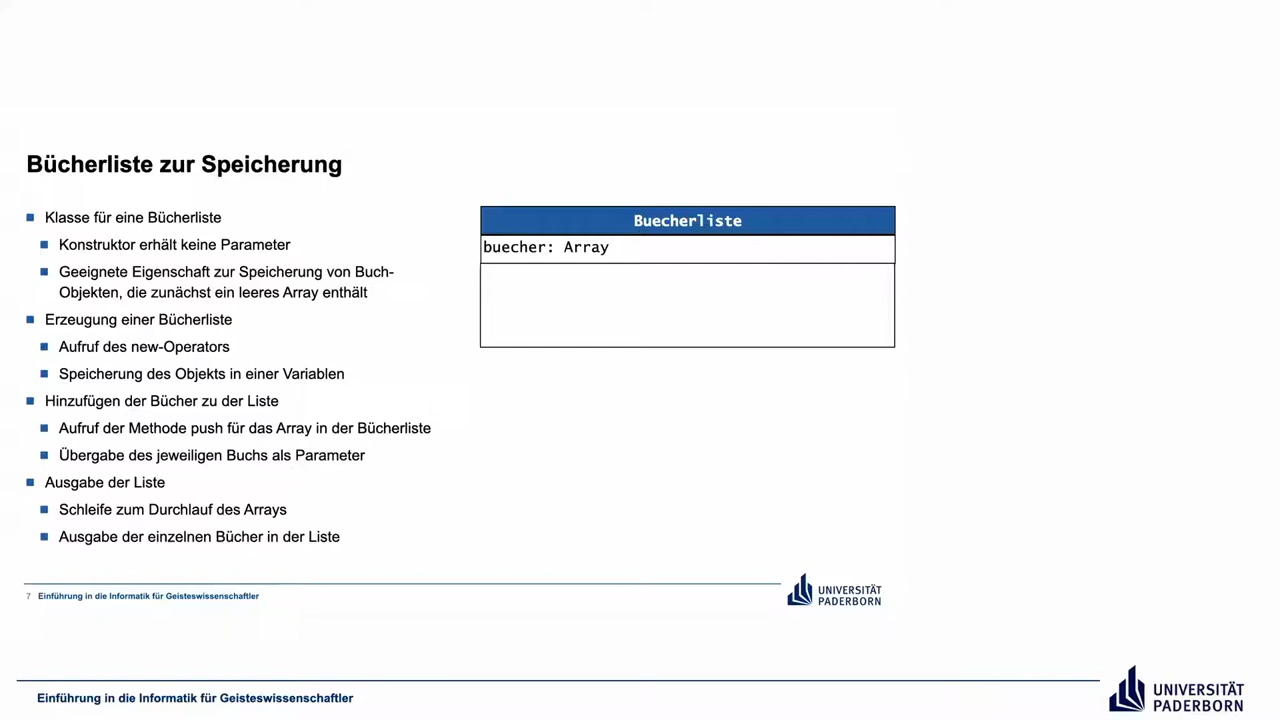 Bücherliste zur Speicherung
Klasse für eine Bücherliste
Konstruktor erhält keine Parameter
Geeignete Eigenschaft zur Speicherung von Buch-
Objekten, die zunächst ein leeres Array enthält
Erzeugung einer Bücherliste
Aufruf des new-Operators
Speicherung des Objekts in einer Variablen
Hinzufügen der Bücher zu der Liste
Aufruf der Methode push für das Array in der Bücherliste
Übergabe des jeweiligen Buchs als Parameter
Ausgabe der Liste
Schleife zum Durchlauf des Arrays
Ausgabe der einzelnen Bücher in der Liste
Buecherliste
buecher: Array
7 Einführung in die Informatik für Geisteswissenschaftler
UNIVERSITÄT
PADERBORN
Einführung in die Informatik für Geisteswissenschaftler
UNIVERSITÄT
PADERBORN